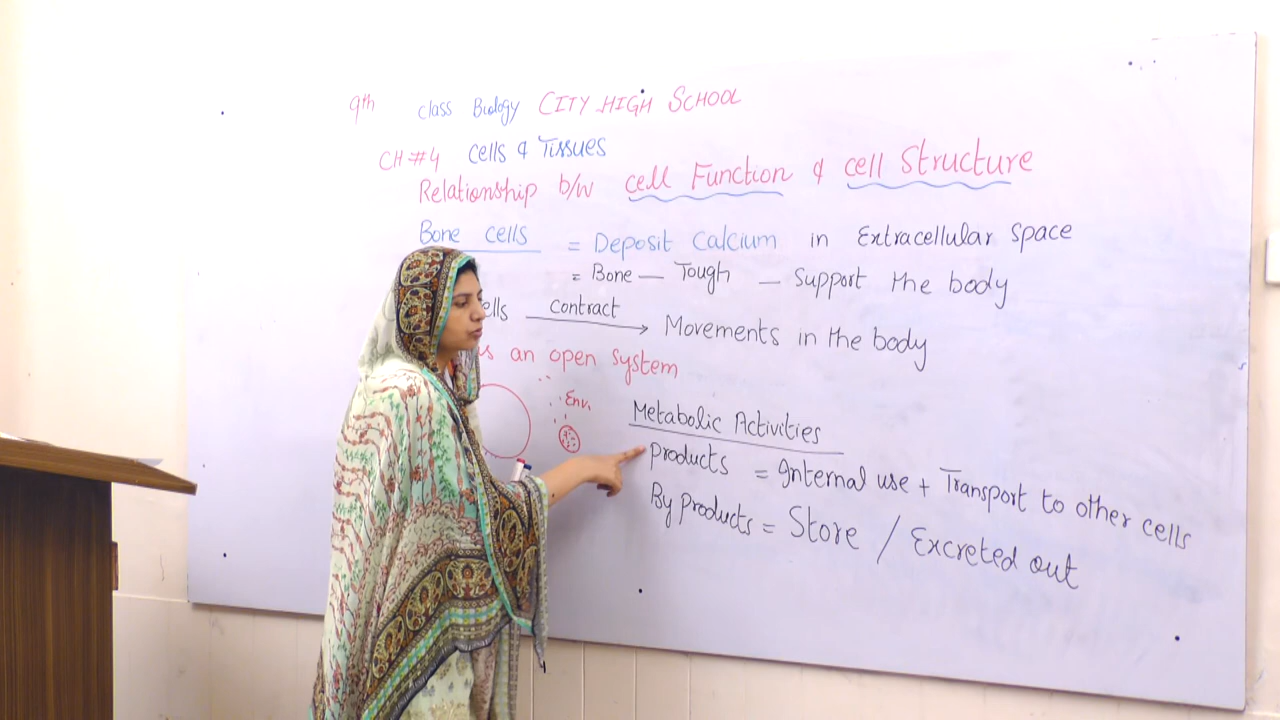 9th class Biology CITY HIGH SCHOOL
CH#4 Cells & Tissues
Relationship b/w cell Function & cell Structure
Bone cells = Deposit Calcium in Extracellular space
= Bone — Tough — Support the body
ells contract → Movements in the body
is an open system
Env.
Metabolic Activities
Products = Internal use + Transport to other cells
By products = Store / Excreted out